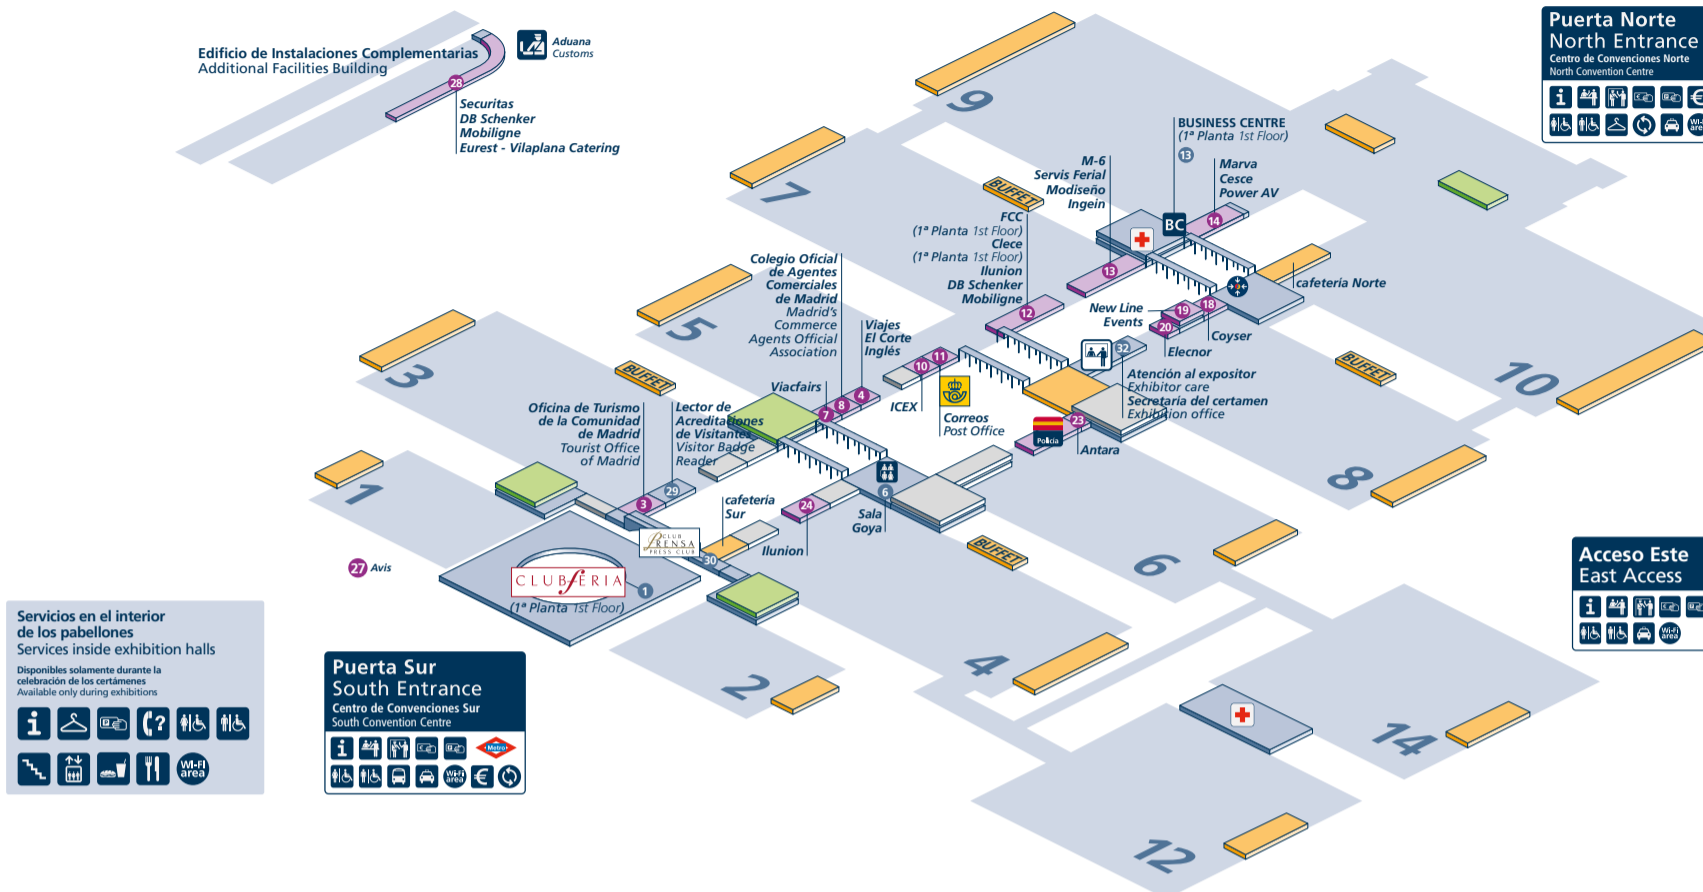 Edificio de Instalaciones Complementarias
Additional Facilities Building
Aduana
Customs
28
Securitas
DB Schenker
Mobiligne
Eurest - Vilaplana Catering
Puerta Norte
North Entrance
Centro de Convenciones Norte
North Convention Centre
WI-FI
area
9
BUSINESS CENTRE
(1ª Planta 1st Floor)
13
M-6
Servis Ferial
Modiseño
Ingein
Marva
Cesce
Power AV
7
BUFFET
BC
14
13
FCC
(1ª Planta 1st Floor)
Clece
(1ª Planta 1st Floor)
Ilunion
DB Schenker
Mobiligne
12
cafetería Norte
Colegio Oficial
de Agentes
Comerciales
de Madrid
Madrid's
Commerce
Agents Official
Association
Viajes
El Corte
Inglés
New Line
Events
19
18
20
Coyser
Elecnor
5
3
BUFFET
10
11
ICEX
Correos
Post Office
32
Atención al expositor
Exhibitor care
Secretaría del certamen
Exhibition office
BUFFET
10
Viacfairs
7
8
4
Oficina de Turismo
de la Comunidad
de Madrid
Tourist Office
of Madrid
Lector de
Acreditaciones
de Visitantes
Visitor Badge
Reader
Policía
23
Antara
8
1
3
29
cafetería
Sur
24
Ilunion
6
Sala
Goya
BUFFET
6
CLUB
PRENSA
PRESS CLUB
30
27 Avis
CLUB FERIA
(1ª Planta 1st Floor)
1
Acceso Este
East Access
Wi-Fi
area
Servicios en el interior
de los pabellones
Services inside exhibition halls
Disponibles solamente durante la
celebración de los certámenes
Available only during exhibitions
WI-FI
area
Puerta Sur
South Entrance
Centro de Convenciones Sur
South Convention Centre
Metro
Wi-Fi
area
2
4
14
12